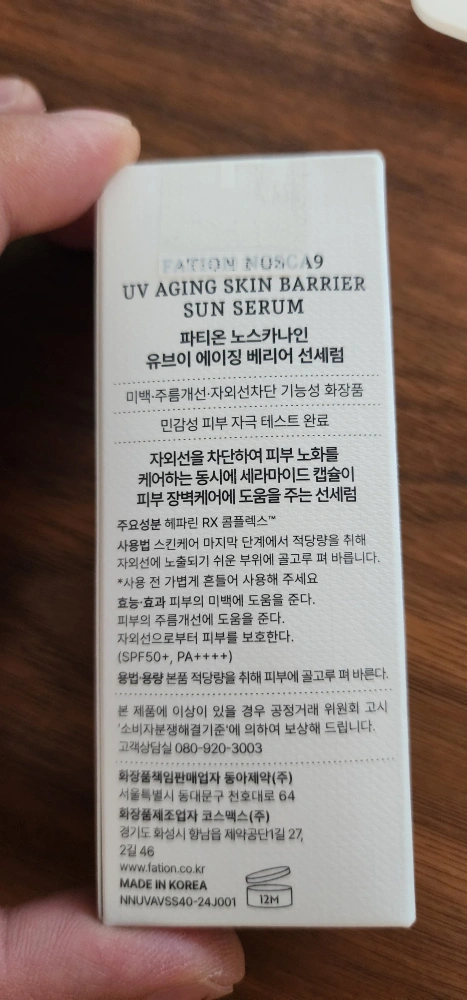 FATION NOSCA9
UV AGING SKIN BARRIER
SUN SERUM
파티온 노스카나인
유브이 에이징 베리어 선세럼
미백·주름개선·자외선차단 기능성 화장품
민감성 피부 자극 테스트 완료
자외선을 차단하여 피부 노화를
케어하는 동시에 세라마이드 캡슐이
피부 장벽케어에 도움을 주는 선세럼
주요성분 헤파린 RX 콤플렉스™
사용법 스킨케어 마지막 단계에서 적당량을 취해
자외선에 노출되기 쉬운 부위에 골고루 펴 바릅니다.
*사용 전 가볍게 흔들어 사용해 주세요
효능·효과 피부의 미백에 도움을 준다.
피부의 주름개선에 도움을 준다.
자외선으로부터 피부를 보호한다.
(SPF50+, PA++++)
용법·용량 본품 적당량을 취해 피부에 골고루 펴 바른다.
본 제품에 이상이 있을 경우 공정거래 위원회 고시
'소비자분쟁해결기준'에 의하여 보상해 드립니다.
고객상담실 080-920-3003
화장품책임판매업자 동아제약(주)
서울특별시 동대문구 천호대로 64
화장품제조업자 코스맥스(주)
경기도 화성시 향남읍 제약공단1길 27,
2길 46
www.fation.co.kr
MADE IN KOREA
NNUVAVSS40-24J001
12M